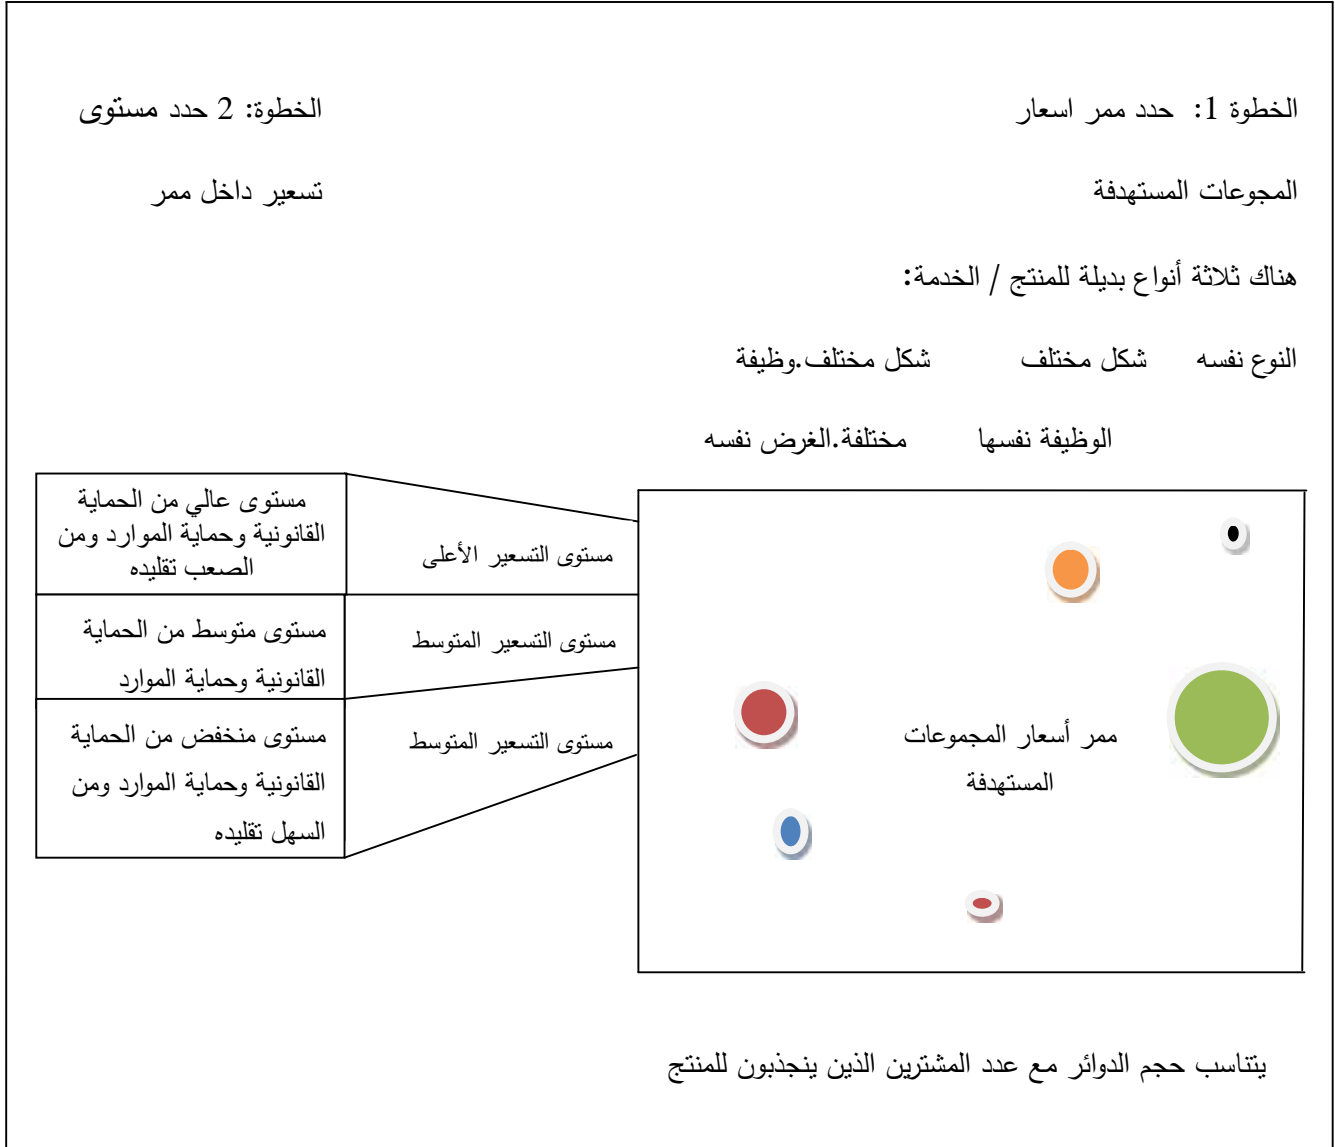 الخطوة 1: حدد ممر اسعار
المجوعات المستهدفة
الخطوة: 2 حدد مستوى
تسعير داخل ممر
هناك ثلاثة أنواع بديلة للمنتج / الخدمة:
النوع نفسه شكل مختلف شكل مختلف.وظيفة
الوظيفة نفسها مختلفة.الغرض نفسه
ممر أسعار المجموعات
المستهدفة
مستوى التسعير الأعلى
مستوى عالي من الحماية
القانونية وحماية الموارد ومن
الصعب تقليده
مستوى التسعير المتوسط
مستوى متوسط من الحماية
القانونية وحماية الموارد
مستوى التسعير المتوسط
مستوى منخفض من الحماية
القانونية وحماية الموارد ومن
السهل تقليده
يتناسب حجم الدوائر مع عدد المشترين الذين ينجذبون للمنتج